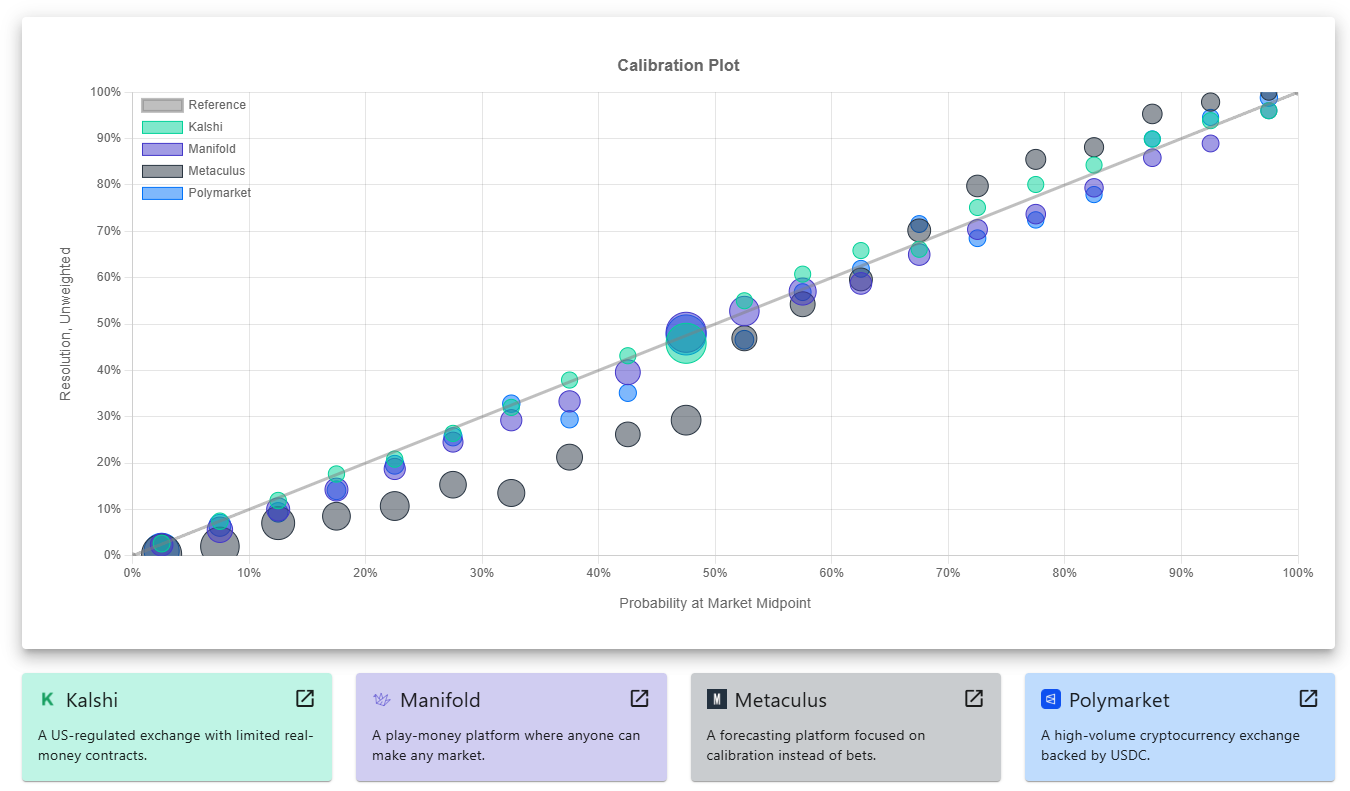 Calibration Plot
Reference
Kalshi
Manifold
Metaculus
Polymarket
100%
90%
80%
70%
60%
50%
40%
30%
20%
10%
0%
Resolution, Unweighted
0% 10% 20% 30% 40% 50% 60% 70% 80% 90% 100%
Probability at Market Midpoint
K Kalshi
A US-regulated exchange with limited real-
money contracts.
Manifold
A play-money platform where anyone can
make any market.
M Metaculus
A forecasting platform focused on
calibration instead of bets.
Polymarket
A high-volume cryptocurrency exchange
backed by USDC.